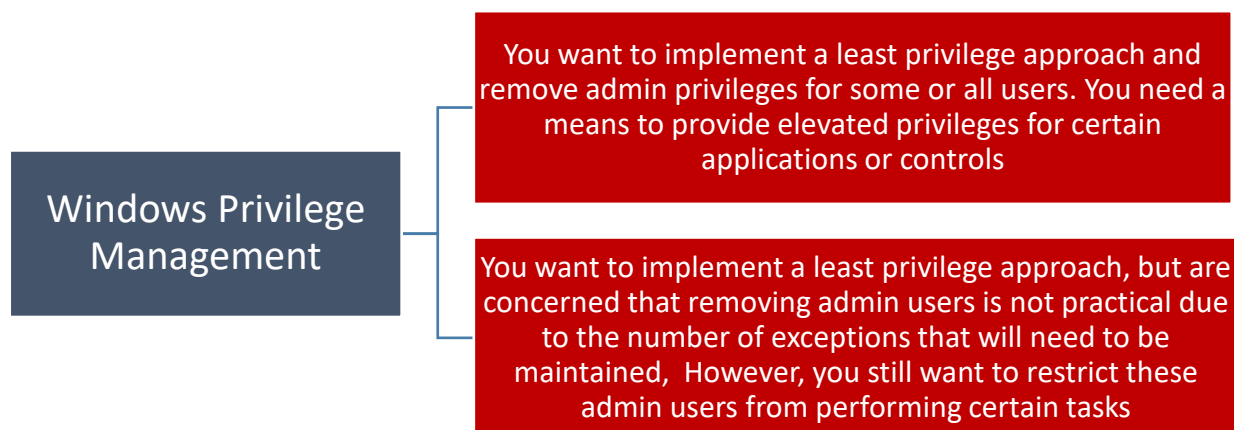 Windows Privilege
Management
You want to implement a least privilege approach and
remove admin privileges for some or all users. You need a
means to provide elevated privileges for certain
applications or controls
You want to implement a least privilege approach, but are
concerned that removing admin users is not practical due
to the number of exceptions that will need to be
maintained,  However, you still want to restrict these
admin users from performing certain tasks